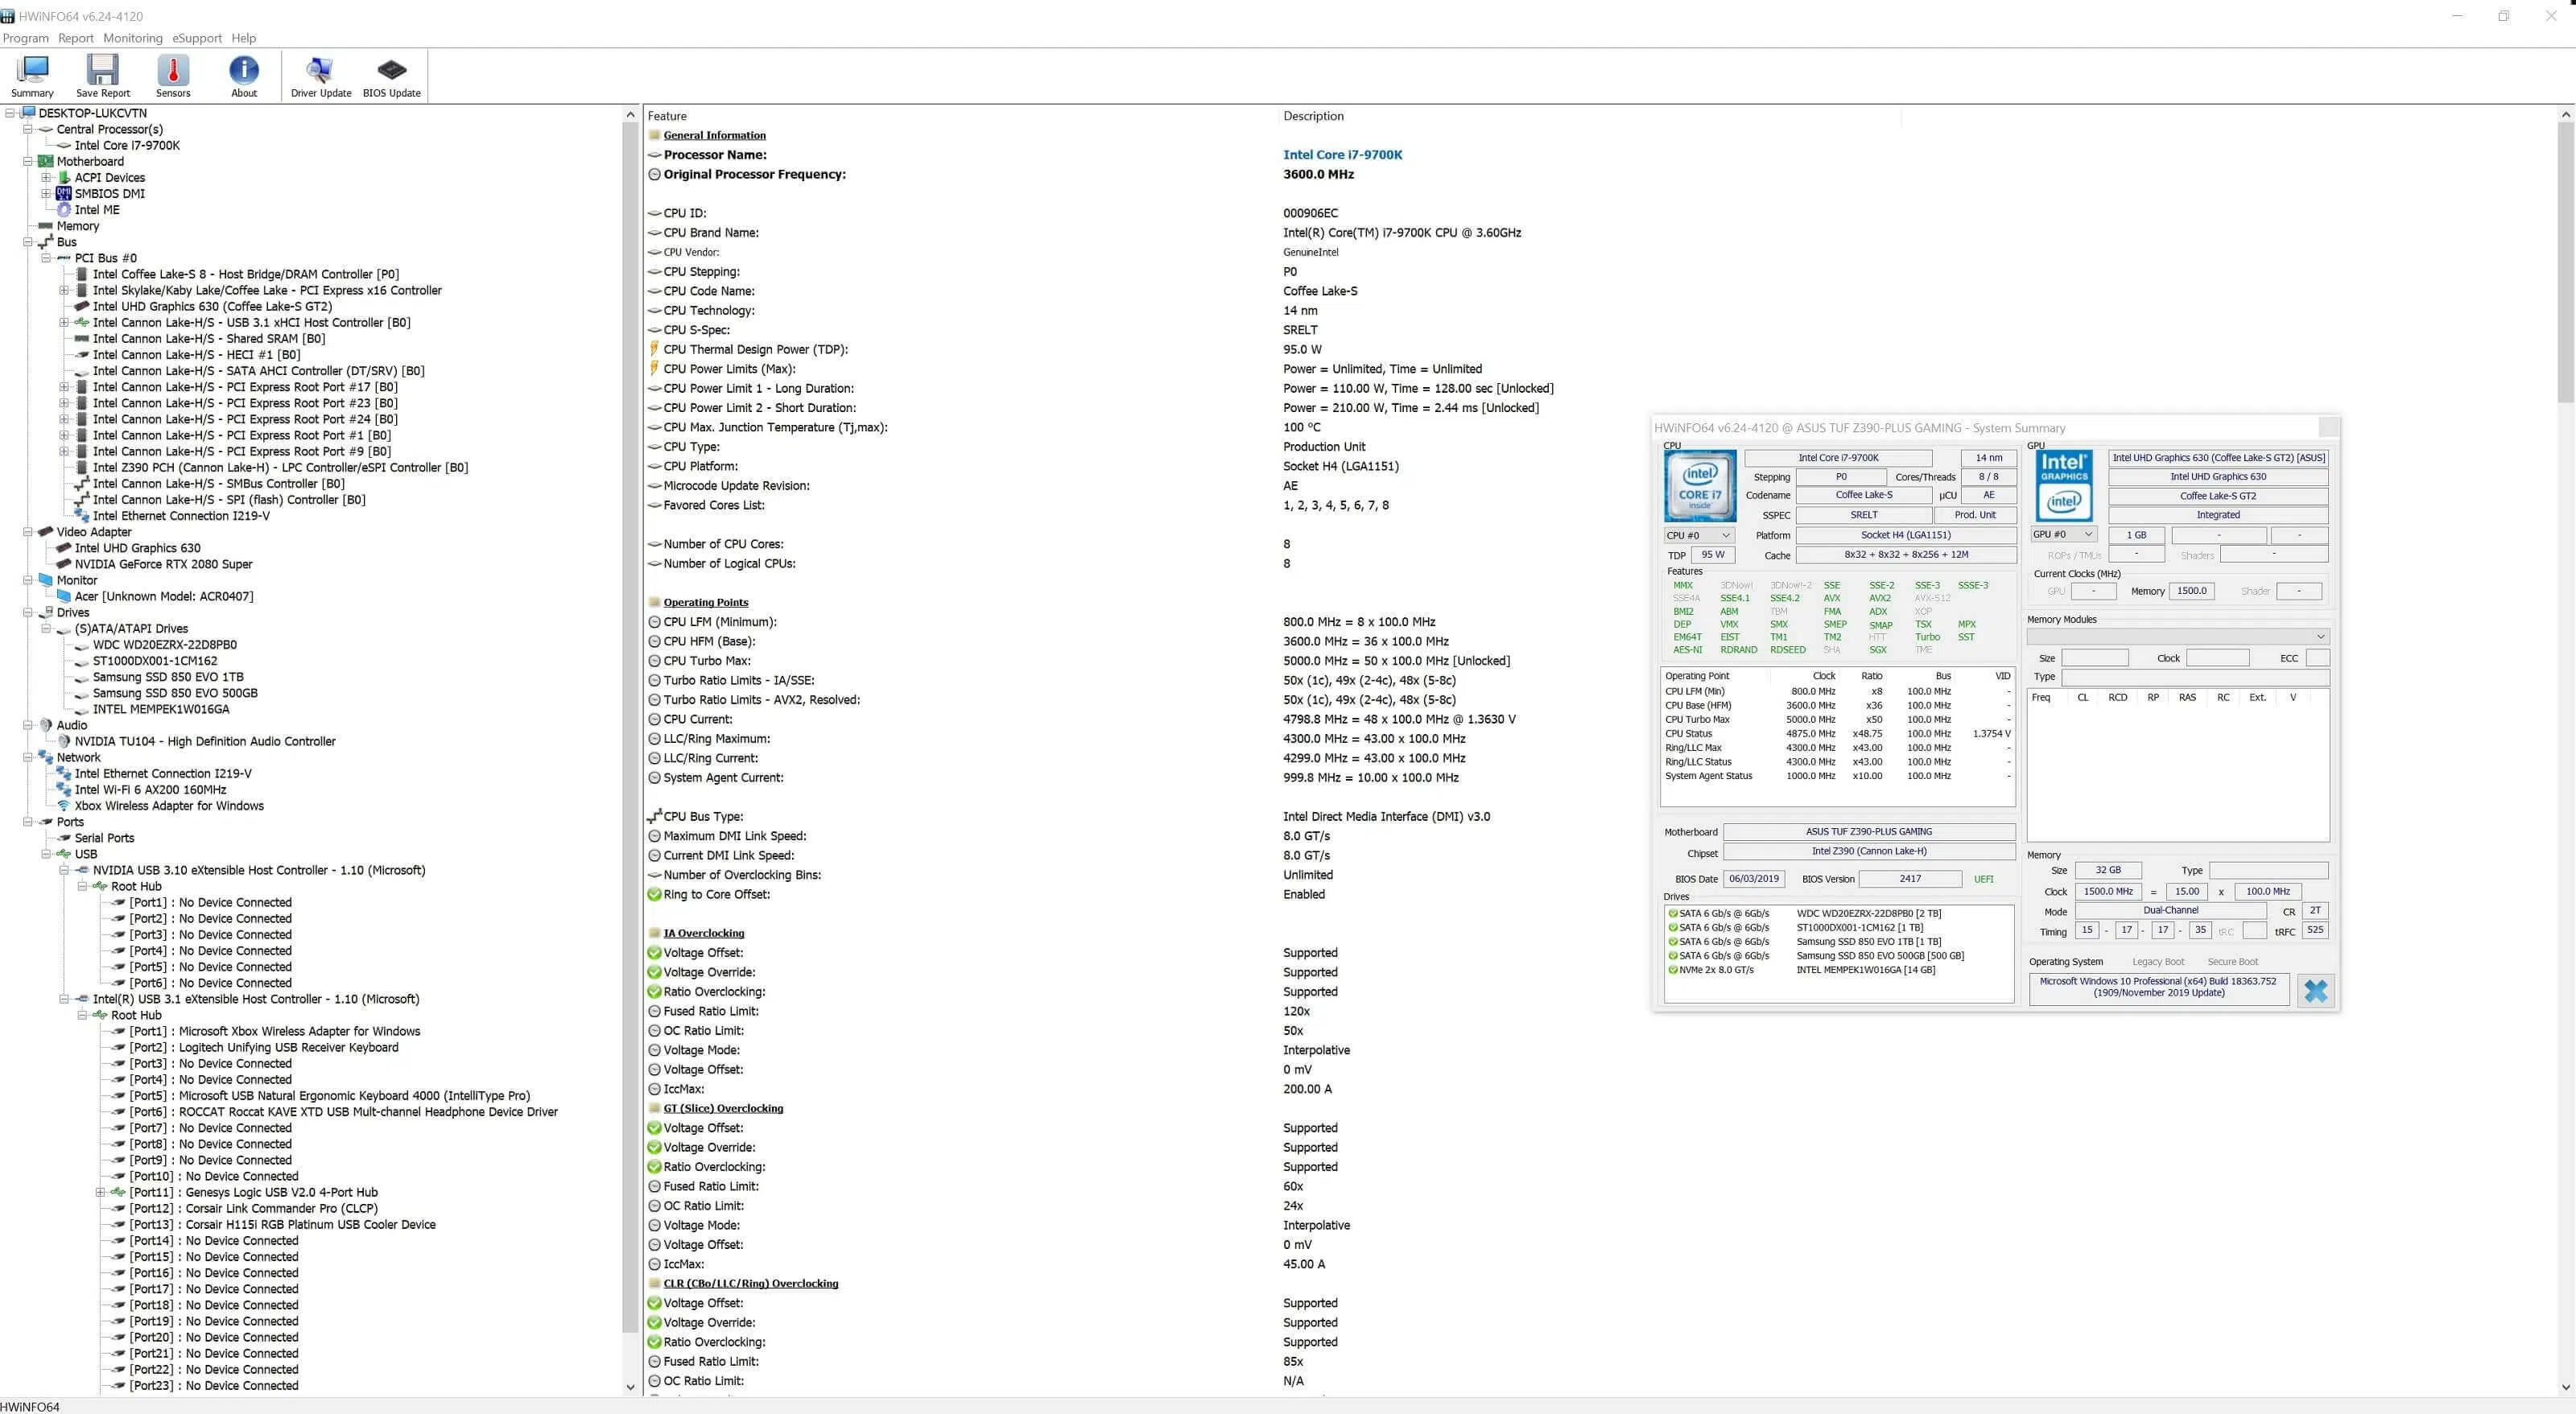 HWiNFO64 v6.24-4120
Program Report Monitoring eSupport Help
Summary Save Report Sensors About Driver Update BIOS Update
DESKTOP-LUKCVTN
Central Processor(s)
Intel Core i7-9700K
Motherboard
ACPI Devices
SMBIOS DMI
Intel ME
Memory
Bus
PCI Bus #0
Intel Coffee Lake-S 8 - Host Bridge/DRAM Controller [P0]
Intel Skylake/Kaby Lake/Coffee Lake - PCI Express x16 Controller
Intel UHD Graphics 630 (Coffee Lake-S GT2)
Intel Cannon Lake-H/S - USB 3.1 xHCI Host Controller [B0]
Intel Cannon Lake-H/S - Shared SRAM [B0]
Intel Cannon Lake-H/S - HECI #1 [B0]
Intel Cannon Lake-H/S - SATA AHCI Controller (DT/SRV) [B0]
Intel Cannon Lake-H/S - PCI Express Root Port #17 [B0]
Intel Cannon Lake-H/S - PCI Express Root Port #23 [B0]
Intel Cannon Lake-H/S - PCI Express Root Port #24 [B0]
Intel Cannon Lake-H/S - PCI Express Root Port #1 [B0]
Intel Cannon Lake-H/S - PCI Express Root Port #9 [B0]
Intel Z390 PCH (Cannon Lake-H) - LPC Controller/eSPI Controller [B0]
Intel Cannon Lake-H/S - SMBus Controller [B0]
Intel Cannon Lake-H/S - SPI (flash) Controller [B0]
Intel Ethernet Connection I219-V
Video Adapter
Intel UHD Graphics 630
NVIDIA GeForce RTX 2080 Super
Monitor
Acer [Unknown Model: ACR0407]
Drives
(S)ATA/ATAPI Drives
WDC WD20EZRX-22D8PB0
ST1000DX001-1CM162
Samsung SSD 850 EVO 1TB
Samsung SSD 850 EVO 500GB
INTEL MEMPEK1W016GA
Audio
NVIDIA TU104 - High Definition Audio Controller
Network
Intel Ethernet Connection I219-V
Intel Wi-Fi 6 AX200 160MHz
Xbox Wireless Adapter for Windows
Ports
Serial Ports
USB
NVIDIA USB 3.10 eXtensible Host Controller - 1.10 (Microsoft)
Root Hub
[Port1] : No Device Connected
[Port2] : No Device Connected
[Port3] : No Device Connected
[Port4] : No Device Connected
[Port5] : No Device Connected
[Port6] : No Device Connected
Intel(R) USB 3.1 eXtensible Host Controller - 1.10 (Microsoft)
Root Hub
[Port1] : Microsoft Xbox Wireless Adapter for Windows
[Port2] : Logitech Unifying USB Receiver Keyboard
[Port3] : No Device Connected
[Port4] : No Device Connected
[Port5] : Microsoft USB Natural Ergonomic Keyboard 4000 (IntelliType Pro)
[Port6] : ROCCAT Roccat KAVE XTD USB Mult-channel Headphone Device Driver
[Port7] : No Device Connected
[Port8] : No Device Connected
[Port9] : No Device Connected
[Port10] : No Device Connected
[Port11] : Genesys Logic USB V2.0 4-Port Hub
[Port12] : Corsair Link Commander Pro (CLCP)
[Port13] : Corsair H115i RGB Platinum USB Cooler Device
[Port14] : No Device Connected
[Port15] : No Device Connected
[Port16] : No Device Connected
[Port17] : No Device Connected
[Port18] : No Device Connected
[Port19] : No Device Connected
[Port20] : No Device Connected
[Port21] : No Device Connected
[Port22] : No Device Connected
[Port23] : No Device Connected
Feature Description
General Information
Processor Name: Intel Core i7-9700K
Original Processor Frequency: 3600.0 MHz
CPU ID: 000906EC
CPU Brand Name: Intel(R) Core(TM) i7-9700K CPU @ 3.60GHz
CPU Vendor: GenuineIntel
CPU Stepping: P0
CPU Code Name: Coffee Lake-S
CPU Technology: 14 nm
CPU S-Spec: SRELT
CPU Thermal Design Power (TDP): 95.0 W
CPU Power Limits (Max): Power = Unlimited, Time = Unlimited
CPU Power Limit 1 - Long Duration: Power = 110.00 W, Time = 128.00 sec [Unlocked]
CPU Power Limit 2 - Short Duration: Power = 210.00 W, Time = 2.44 ms [Unlocked]
CPU Max. Junction Temperature (Tj,max): 100 ºC
CPU Type: Production Unit
CPU Platform: Socket H4 (LGA1151)
Microcode Update Revision: AE
Favored Cores List: 1, 2, 3, 4, 5, 6, 7, 8
Number of CPU Cores: 8
Number of Logical CPUs: 8
Operating Points
CPU LFM (Minimum): 800.0 MHz = 8 x 100.0 MHz
CPU HFM (Base): 3600.0 MHz = 36 x 100.0 MHz
CPU Turbo Max: 5000.0 MHz = 50 x 100.0 MHz [Unlocked]
Turbo Ratio Limits - IA/SSE: 50x (1c), 49x (2-4c), 48x (5-8c)
Turbo Ratio Limits - AVX2, Resolved: 50x (1c), 49x (2-4c), 48x (5-8c)
CPU Current: 4798.8 MHz = 48 x 100.0 MHz @ 1.3630 V
LLC/Ring Maximum: 4300.0 MHz = 43.00 x 100.0 MHz
LLC/Ring Current: 4299.0 MHz = 43.00 x 100.0 MHz
System Agent Current: 999.8 MHz = 10.00 x 100.0 MHz
CPU Bus Type: Intel Direct Media Interface (DMI) v3.0
Maximum DMI Link Speed: 8.0 GT/s
Current DMI Link Speed: 8.0 GT/s
Number of Overclocking Bins: Unlimited
Ring to Core Offset: Enabled
IA Overclocking
Voltage Offset: Supported
Voltage Override: Supported
Ratio Overclocking: Supported
Fused Ratio Limit: 120x
OC Ratio Limit: 50x
Voltage Mode: Interpolative
Voltage Offset: 0 mV
IccMax: 200.00 A
GT (Slice) Overclocking
Voltage Offset: Supported
Voltage Override: Supported
Ratio Overclocking: Supported
Fused Ratio Limit: 60x
OC Ratio Limit: 24x
Voltage Mode: Interpolative
Voltage Offset: 0 mV
IccMax: 45.00 A
CLR (CBo/LLC/Ring) Overclocking
Voltage Offset: Supported
Voltage Override: Supported
Ratio Overclocking: Supported
Fused Ratio Limit: 85x
OC Ratio Limit: N/A
HWiNFO64 v6.24-4120 @ ASUS TUF Z390-PLUS GAMING - System Summary
CPU
intel CORE i7 inside
Intel Core i7-9700K 14 nm
Stepping P0 Cores/Threads 8 / 8
Codename Coffee Lake-S µCU AE
SSPEC SRELT Prod. Unit
CPU #0 Platform Socket H4 (LGA1151)
TDP 95 W Cache 8x32 + 8x32 + 8x256 + 12M
Features
MMX 3DNow! 3DNow!-2 SSE SSE-2 SSE-3 SSSE-3
SSE4A SSE4.1 SSE4.2 AVX AVX2 AVX-512
BMI2 ABM TBM FMA ADX XOP
DEP VMX SMX SMEP SMAP TSX MPX
EM64T EIST TM1 TM2 HTT Turbo SST
AES-NI RDRAND RDSEED SHA SGX TME
Operating Point Clock Ratio Bus VID
CPU LFM (Min) 800.0 MHz x8 100.0 MHz -
CPU Base (HFM) 3600.0 MHz x36 100.0 MHz -
CPU Turbo Max 5000.0 MHz x50 100.0 MHz -
CPU Status 4875.0 MHz x48.75 100.0 MHz 1.3754 V
Ring/LLC Max 4300.0 MHz x43.00 100.0 MHz -
Ring/LLC Status 4300.0 MHz x43.00 100.0 MHz -
System Agent Status 1000.0 MHz x10.00 100.0 MHz -
Motherboard ASUS TUF Z390-PLUS GAMING
Chipset Intel Z390 (Cannon Lake-H)
BIOS Date 06/03/2019 BIOS Version 2417 UEFI
Drives
SATA 6 Gb/s @ 6Gb/s WDC WD20EZRX-22D8PB0 [2 TB]
SATA 6 Gb/s @ 6Gb/s ST1000DX001-1CM162 [1 TB]
SATA 6 Gb/s @ 6Gb/s Samsung SSD 850 EVO 1TB [1 TB]
SATA 6 Gb/s @ 6Gb/s Samsung SSD 850 EVO 500GB [500 GB]
NVMe 2x 8.0 GT/s INTEL MEMPEK1W016GA [14 GB]
GPU
Intel GRAPHICS intel
Intel UHD Graphics 630 (Coffee Lake-S GT2) [ASUS]
Intel UHD Graphics 630
Coffee Lake-S GT2
Integrated
GPU #0 1 GB - -
ROPs / TMUs - Shaders -
Current Clocks (MHz)
GPU - Memory 1500.0 Shader -
Memory Modules
Size Clock ECC
Type
Freq CL RCD RP RAS RC Ext. V
Memory
Size 32 GB Type
Clock 1500.0 MHz = 15.00 x 100.0 MHz
Mode Dual-Channel CR 2T
Timing 15 - 17 - 17 - 35 tRC tRFC 525
Operating System Legacy Boot Secure Boot
Microsoft Windows 10 Professional (x64) Build 18363.752
(1909/November 2019 Update)
HWiNFO64